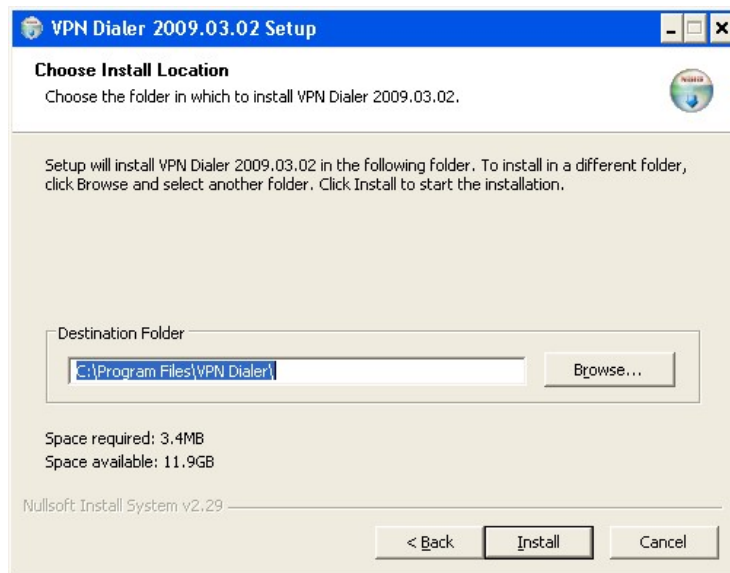 VPN Dialer 2009.03.02 Setup
Choose Install Location
Choose the folder in which to install VPN Dialer 2009.03.02.
Setup will install VPN Dialer 2009.03.02 in the following folder. To install in a different folder,
click Browse and select another folder. Click Install to start the installation.
Destination Folder
C:\Program Files\VPN Dialer\
Browse...
Space required: 3.4MB
Space available: 11.9GB
Nullsoft Install System v2.29
< Back
Install
Cancel